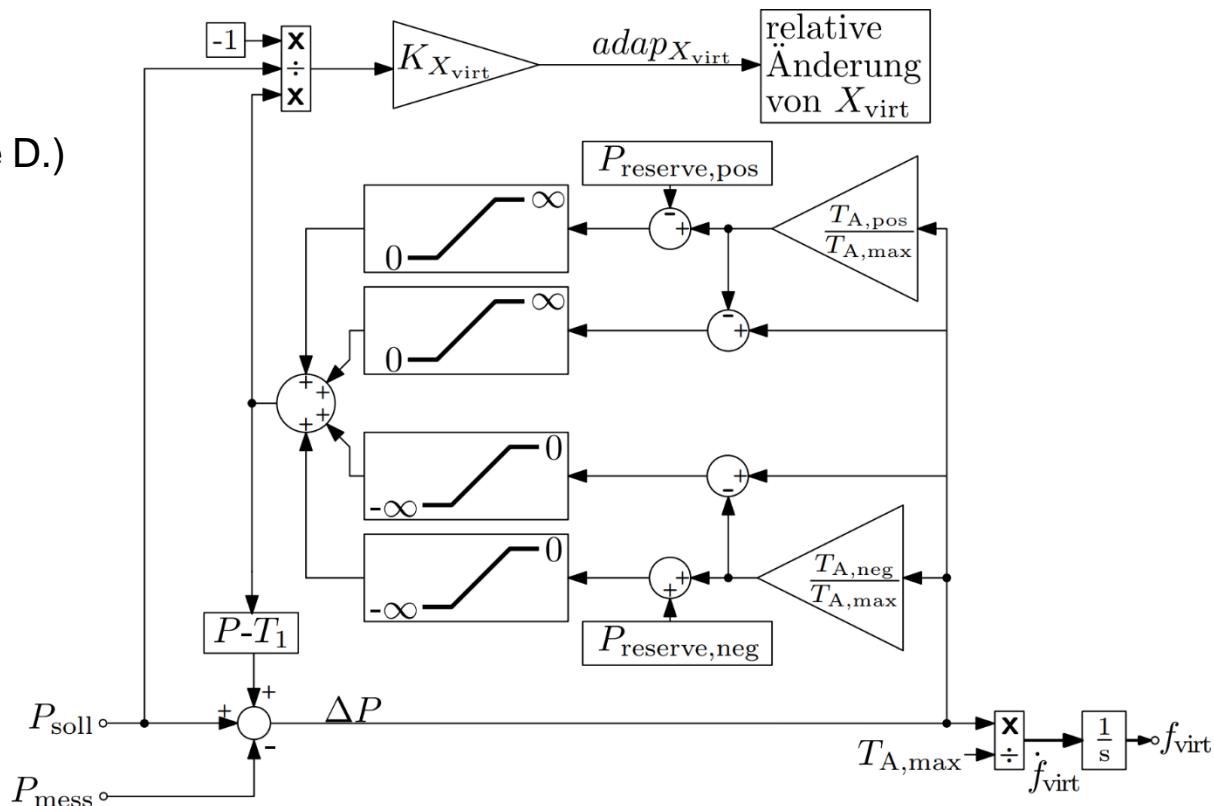 -1
X
÷
X
K_{X_virt}
adap_{X_virt}
relative
Änderung
von X_virt
e D.)
P_reserve,pos
0
∞
-
+
T_A,pos
T_A,max
0
∞
-
+
+
+
+
+
-∞
0
+
-
-∞
0
+
+
T_A,neg
T_A,max
P-T_1
P_reserve,neg
P_soll
+
+
-
ΔP
X
÷
1
s
f_virt
T_A,max
ḟ_virt
P_mess